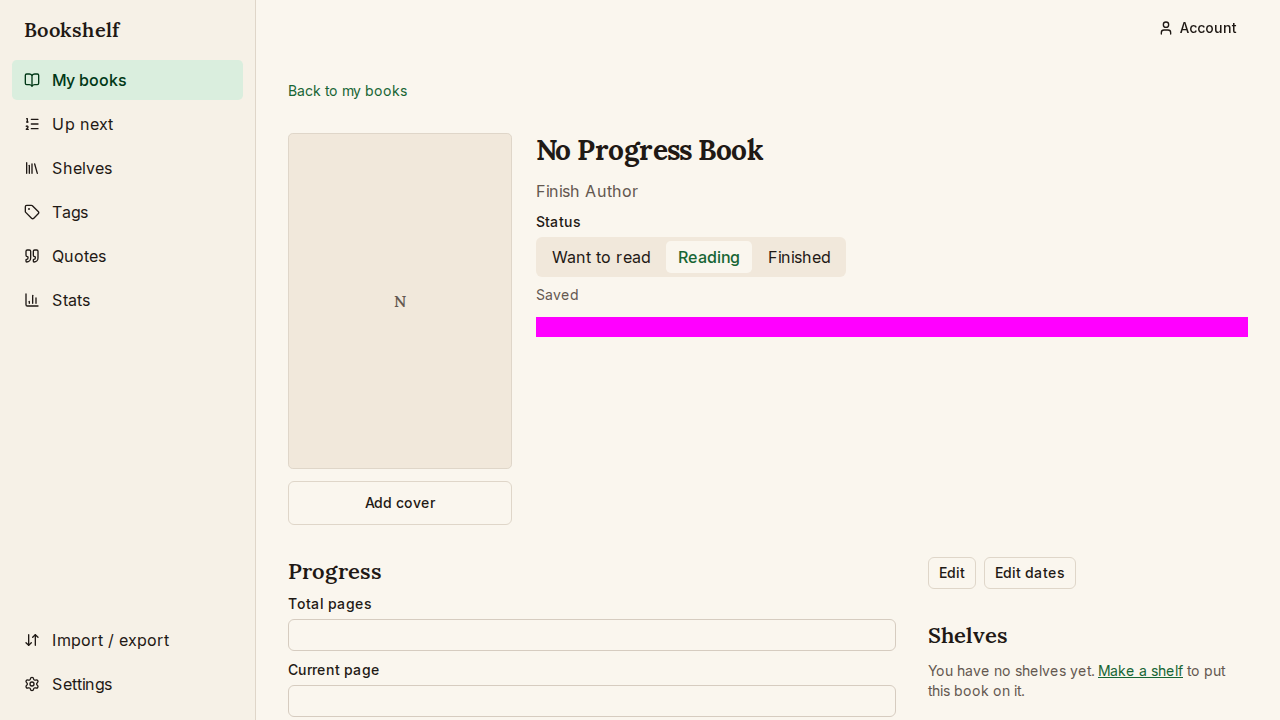 Bookshelf
My books
Up next
Shelves
Tags
Quotes
Stats
Import / export
Settings
Account
Back to my books
N
Add cover
No Progress Book
Finish Author
Status
Want to read
Reading
Finished
Saved
Progress
Total pages
Current page
Edit
Edit dates
Shelves
You have no shelves yet. Make a shelf to put
this book on it.